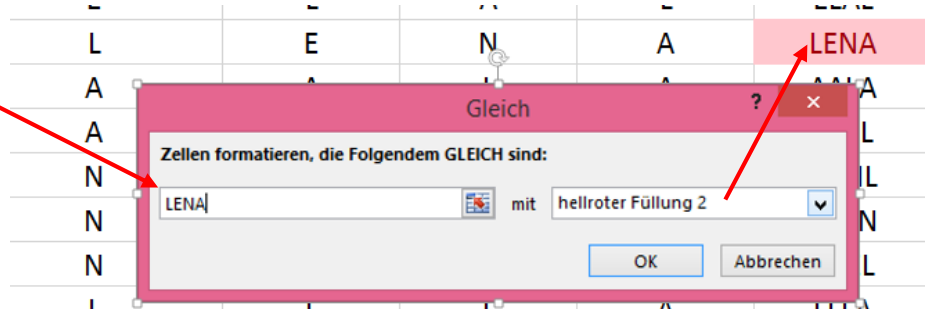 L E N A LENA
A
A
N
N
N
Gleich ? ×
Zellen formatieren, die Folgendem GLEICH sind:
LENA mit hellroter Füllung 2
OK Abbrechen